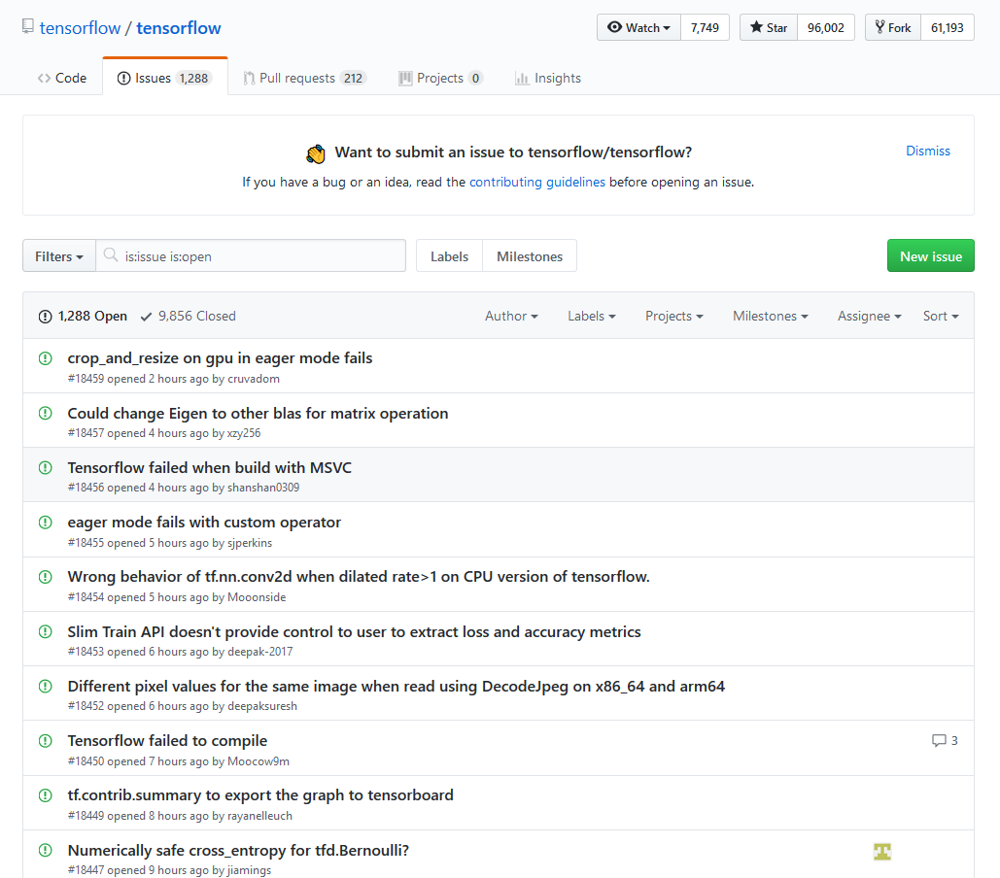 tensorflow / tensorflow
Watch 7,749 Star 96,002 Fork 61,193
Code Issues 1,288 Pull requests 212 Projects 0 Insights
Want to submit an issue to tensorflow/tensorflow?
Dismiss
If you have a bug or an idea, read the contributing guidelines before opening an issue.
Filters is:issue is:open Labels Milestones New issue
1,288 Open 9,856 Closed Author Labels Projects Milestones Assignee Sort
crop_and_resize on gpu in eager mode fails
#18459 opened 2 hours ago by cruvadom
Could change Eigen to other blas for matrix operation
#18457 opened 4 hours ago by xzy256
Tensorflow failed when build with MSVC
#18456 opened 4 hours ago by shanshan0309
eager mode fails with custom operator
#18455 opened 5 hours ago by sjperkins
Wrong behavior of tf.nn.conv2d when dilated rate>1 on CPU version of tensorflow.
#18454 opened 5 hours ago by Mooonside
Slim Train API doesn't provide control to user to extract loss and accuracy metrics
#18453 opened 6 hours ago by deepak-2017
Different pixel values for the same image when read using DecodeJpeg on x86_64 and arm64
#18452 opened 6 hours ago by deepaksuresh
Tensorflow failed to compile
3
#18450 opened 7 hours ago by Moocow9m
tf.contrib.summary to export the graph to tensorboard
#18449 opened 8 hours ago by rayanelleuch
Numerically safe cross_entropy for tfd.Bernoulli?
#18447 opened 9 hours ago by jiamings